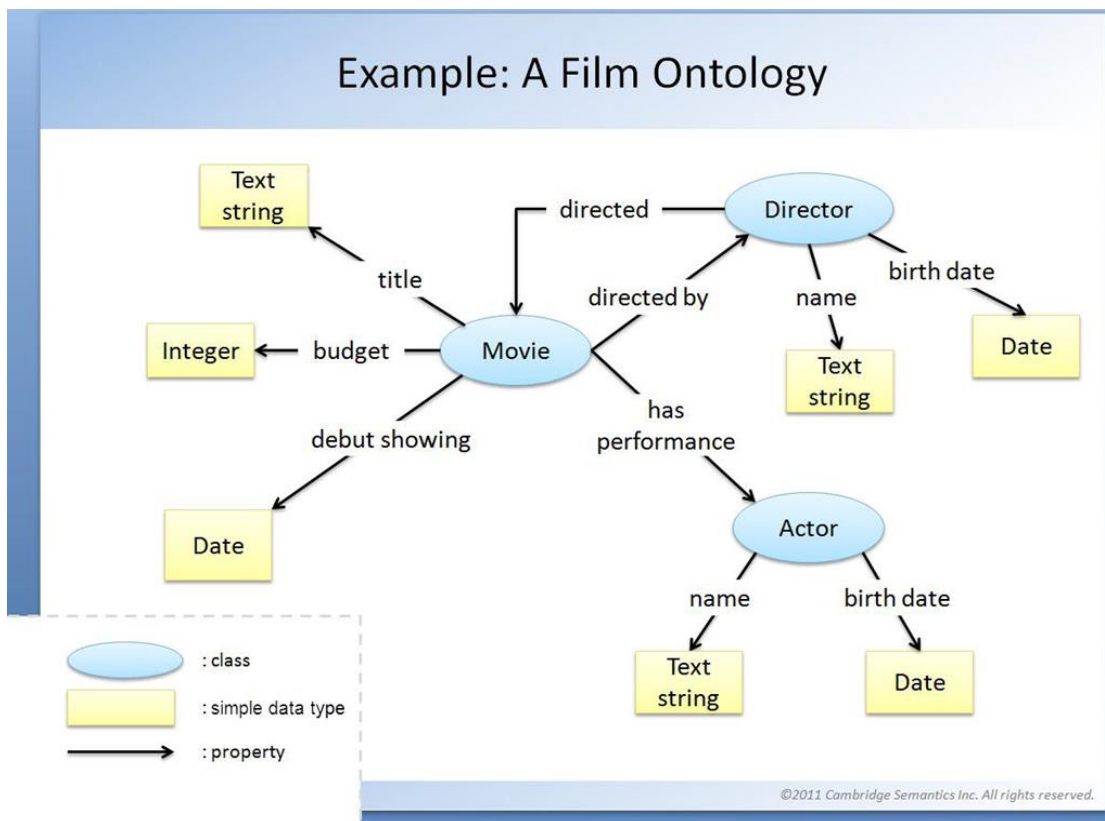 Example: A Film Ontology
Text
string
directed
Director
title
directed by
name
birth date
Integer
budget
Movie
Text
string
Date
has
performance
debut showing
Date
Actor
name
birth date
Text
string
Date
: class
: simple data type
: property
©2011 Cambridge Semantics Inc. All rights reserved.